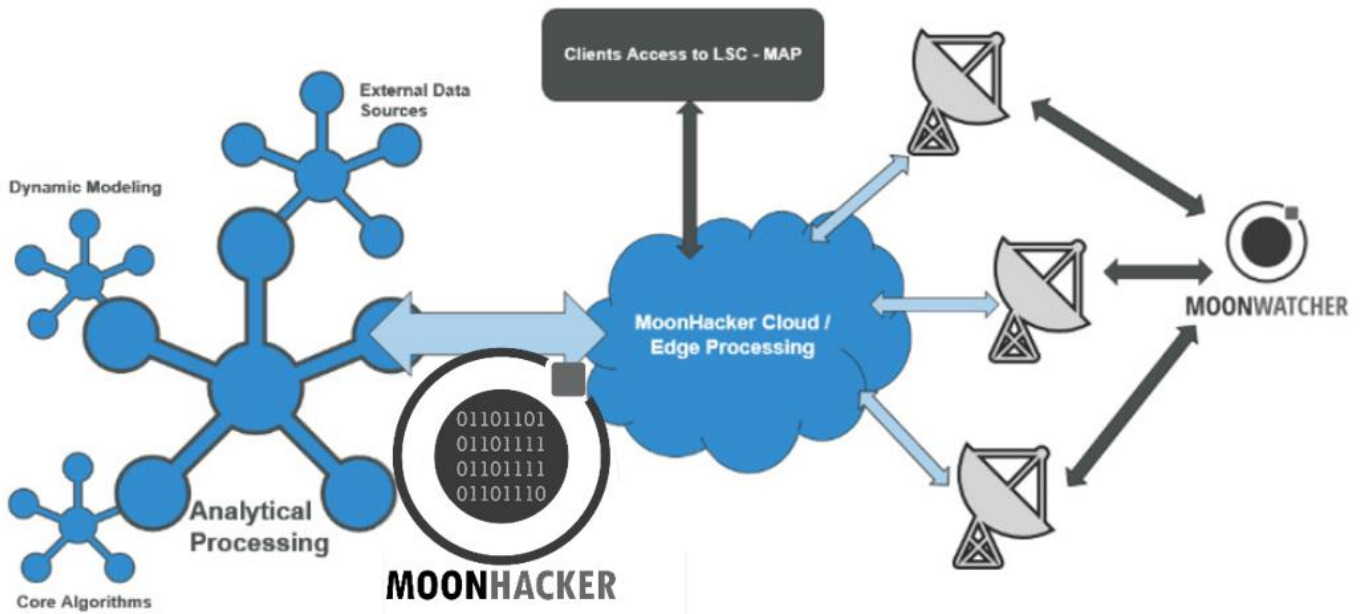 Clients Access to LSC - MAP
External Data
Sources
Dynamic Modeling
MoonHacker Cloud /
Edge Processing
MOONWATCHER
01101101
01101111
01101111
01101110
Analytical
Processing
MOONHACKER
Core Algorithms